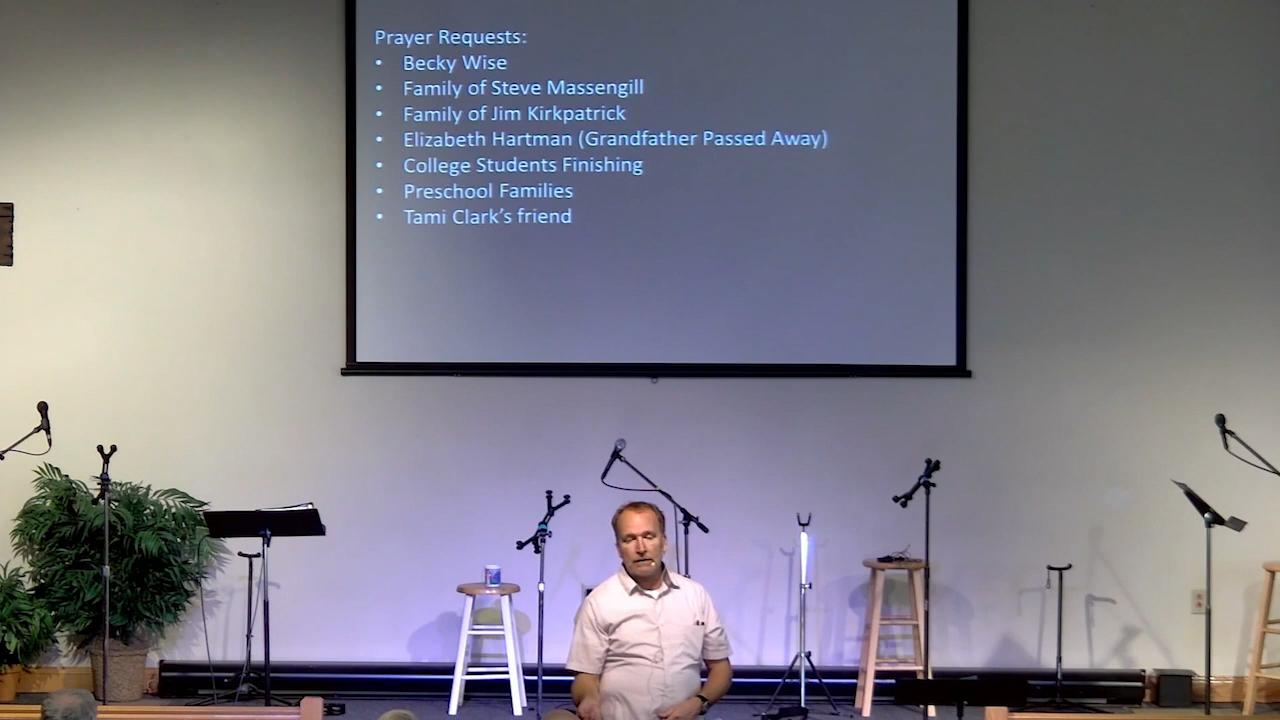 Prayer Requests:
• Becky Wise
• Family of Steve Massengill
• Family of Jim Kirkpatrick
• Elizabeth Hartman (Grandfather Passed Away)
• College Students Finishing
• Preschool Families
• Tami Clark’s friend